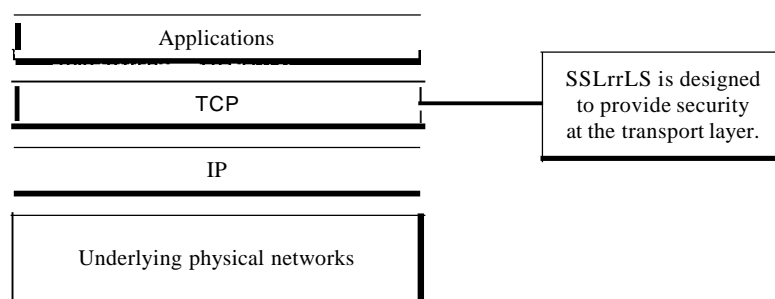 Applications
TCP
SSLrrLS is designed
to provide security
at the transport layer.
IP
Underlying physical networks